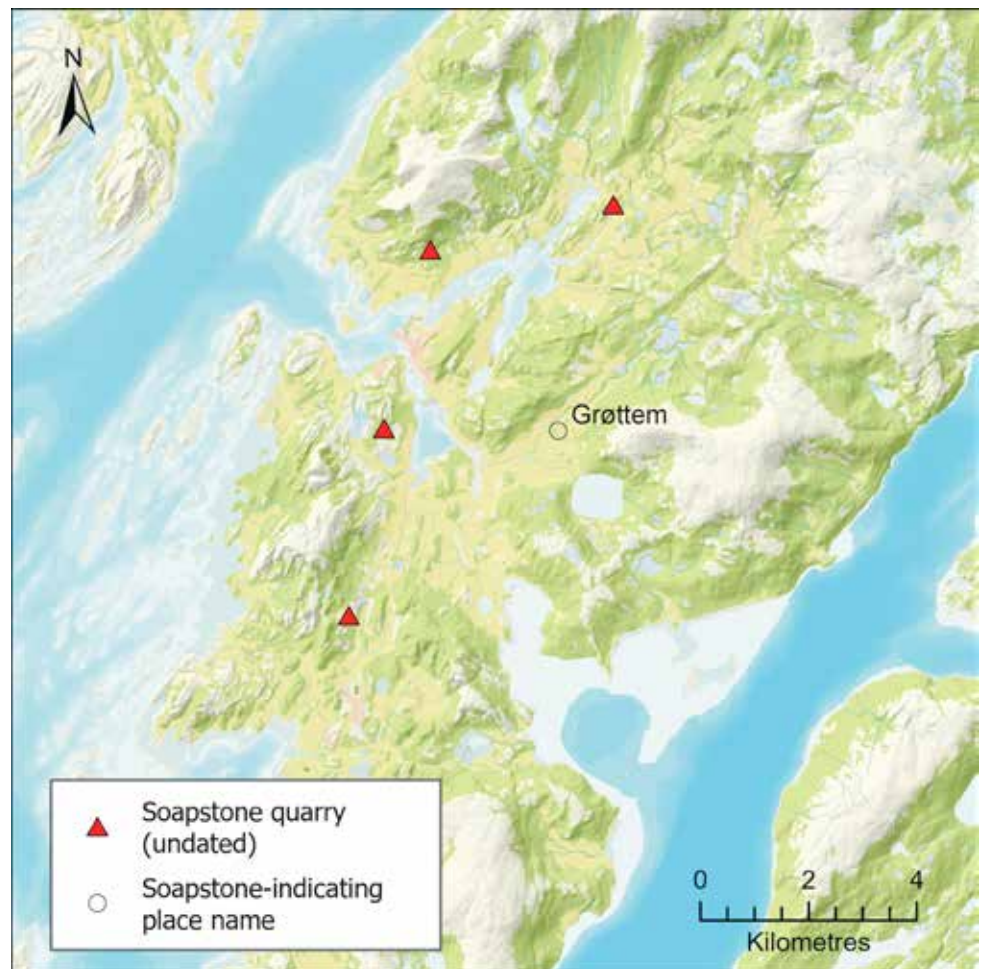 N
Grøttem
Soapstone quarry
(undated)
Soapstone-indicating
place name
0 2 4
Kilometres